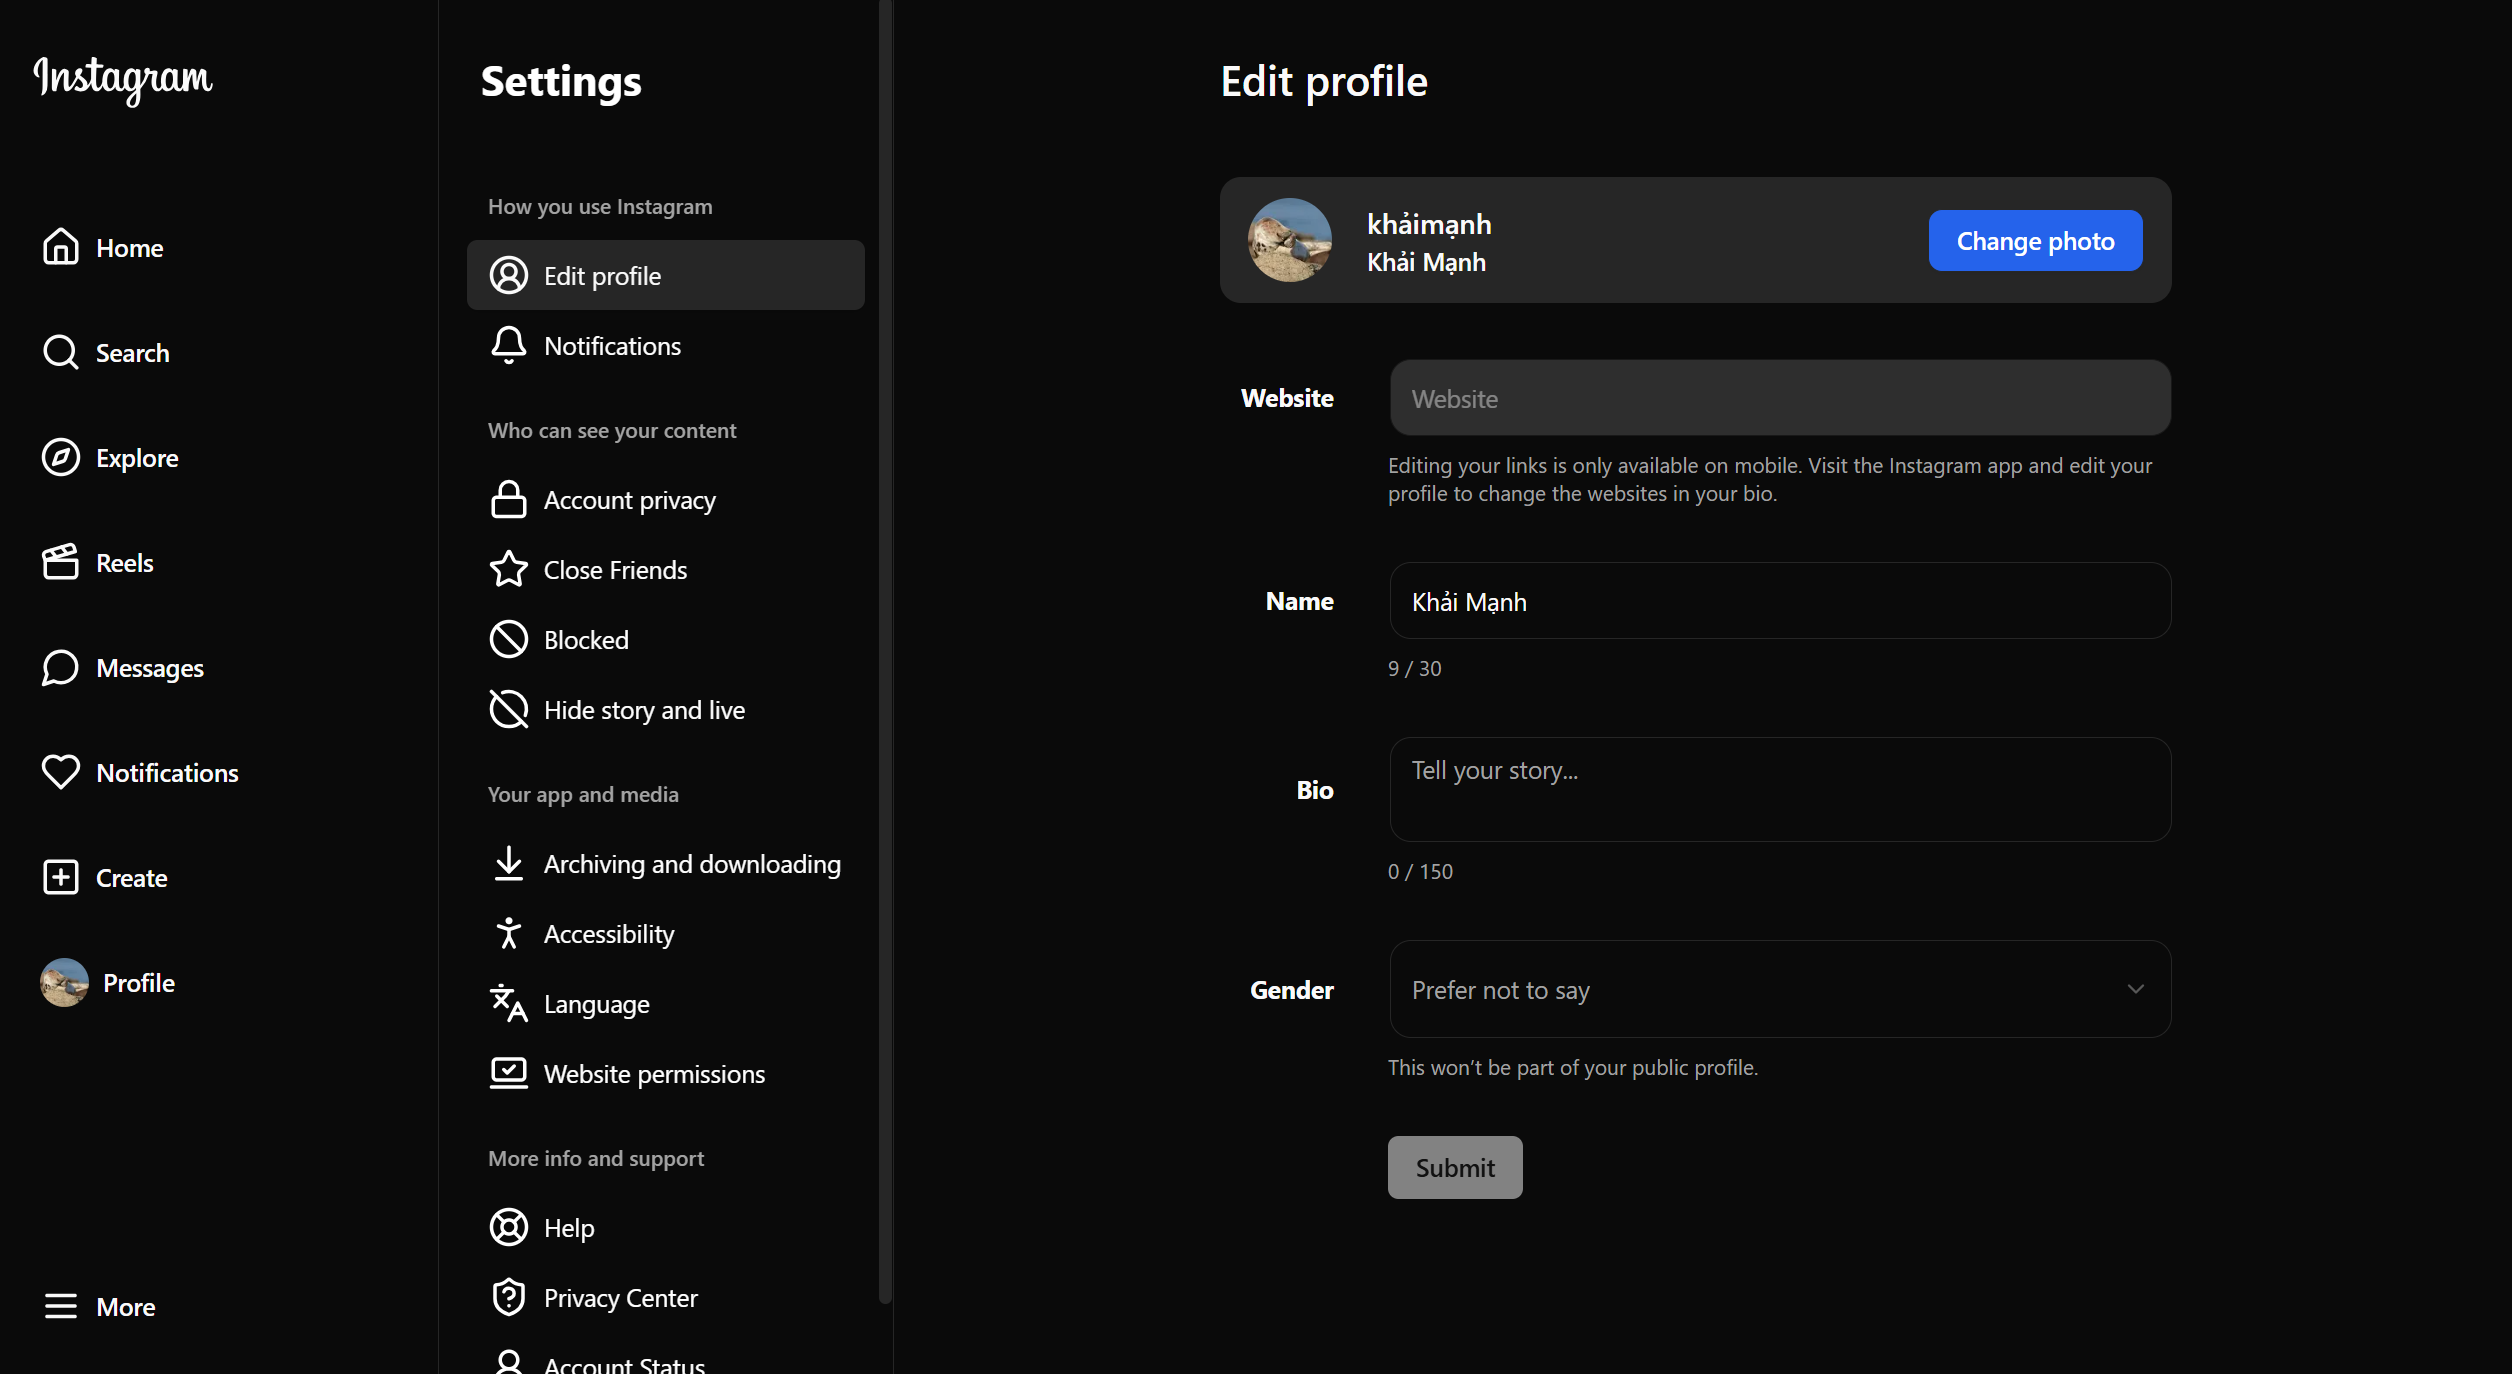 Instagram
Home
Search
Explore
Reels
Messages
Notifications
Create
Profile
More
Settings
How you use Instagram
Edit profile
Notifications
Who can see your content
Account privacy
Close Friends
Blocked
Hide story and live
Your app and media
Archiving and downloading
Accessibility
Language
Website permissions
More info and support
Help
Privacy Center
Account Status
Edit profile
khảimạnh
Khải Mạnh
Change photo
Website
Website
Editing your links is only available on mobile. Visit the Instagram app and edit your
profile to change the websites in your bio.
Name
Khải Mạnh
9 / 30
Bio
Tell your story...
0 / 150
Gender
Prefer not to say
This won’t be part of your public profile.
Submit